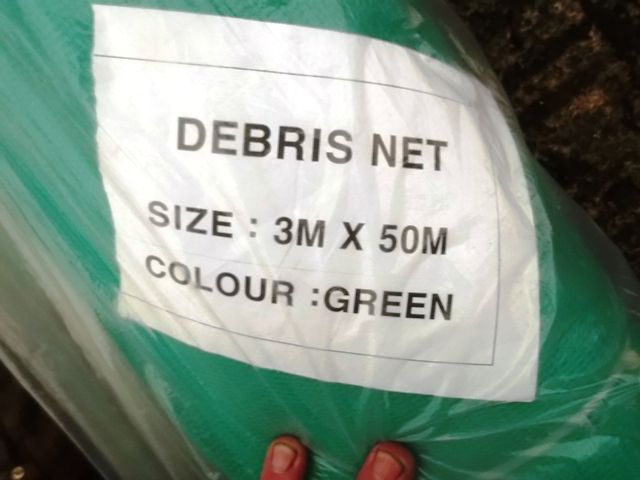 DEBRIS NET
SIZE : 3M X 50M
COLOUR :GREEN